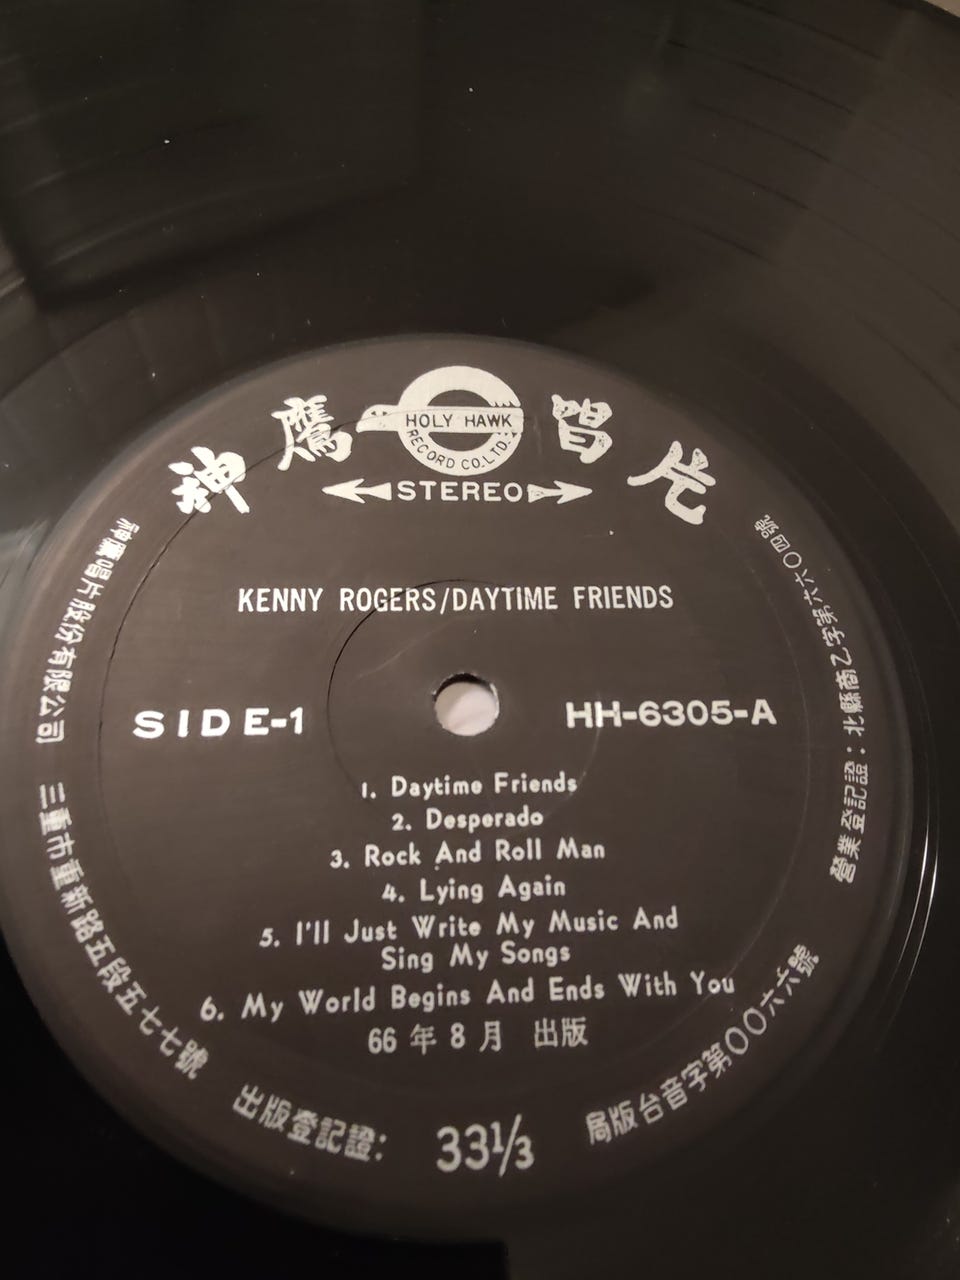 神鷹唱片
HOLY HAWK
RECORD CO.LTD.
STEREO
KENNY ROGERS/DAYTIME FRIENDS
SIDE-1
HH-6305-A
1. Daytime Friends
2. Desperado
3. Rock And Roll Man
4. Lying Again
5. I'll Just Write My Music And
Sing My Songs
6. My World Begins And Ends With You
66年8月 出版
33⅓
神鷹唱片股份有限公司
三重市重新路五段五七七號
出版登記證：
局版台音字第〇〇六六號
營業登記證：北縣商乙字第六六〇四號